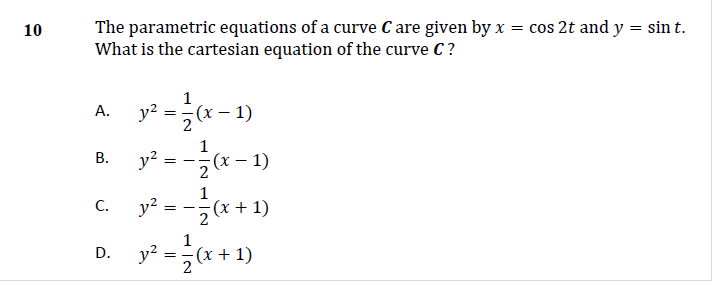 10 The parametric equations of a curve C are given by x = cos 2t and y = sin t.
What is the cartesian equation of the curve C ?
A. y² = 1/2 (x − 1)
B. y² = −1/2 (x − 1)
C. y² = −1/2 (x + 1)
D. y² = 1/2 (x + 1)